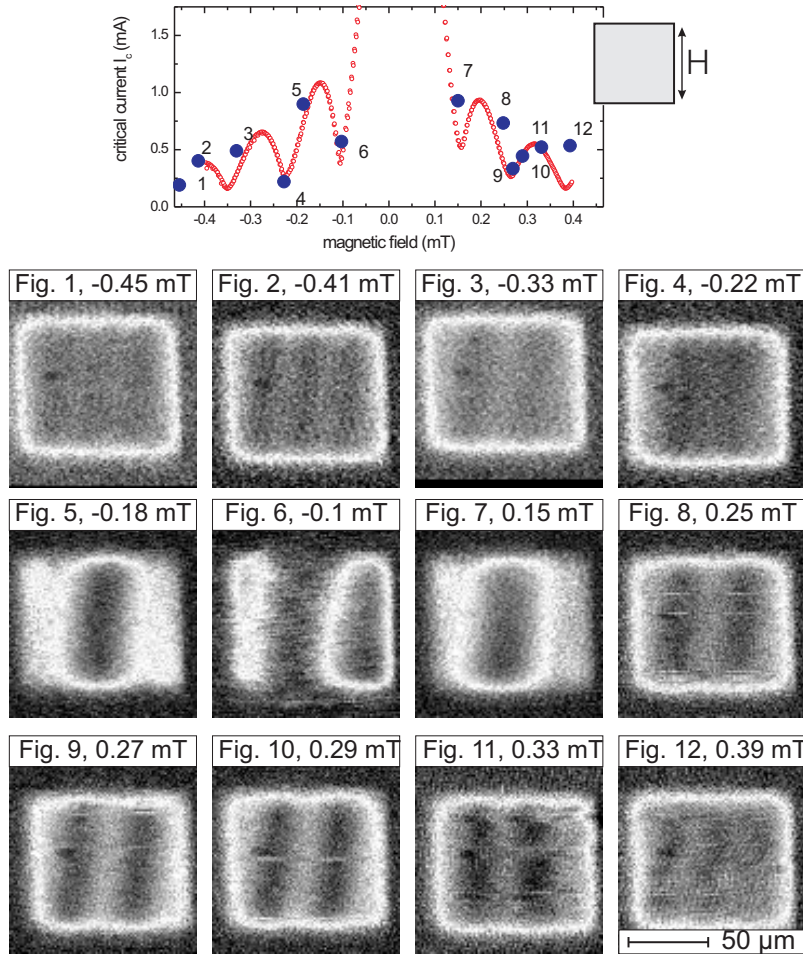 critical current I_c (mA)
1.5
1.0
0.5
0.0
1
2
3
4
5
6
7
8
9
10
11
12
H
-0.4 -0.3 -0.2 -0.1 0.0 0.1 0.2 0.3 0.4
magnetic field (mT)
Fig. 1, -0.45 mT
Fig. 2, -0.41 mT
Fig. 3, -0.33 mT
Fig. 4, -0.22 mT
Fig. 5, -0.18 mT
Fig. 6, -0.1 mT
Fig. 7, 0.15 mT
Fig. 8, 0.25 mT
Fig. 9, 0.27 mT
Fig. 10, 0.29 mT
Fig. 11, 0.33 mT
Fig. 12, 0.39 mT
50 µm